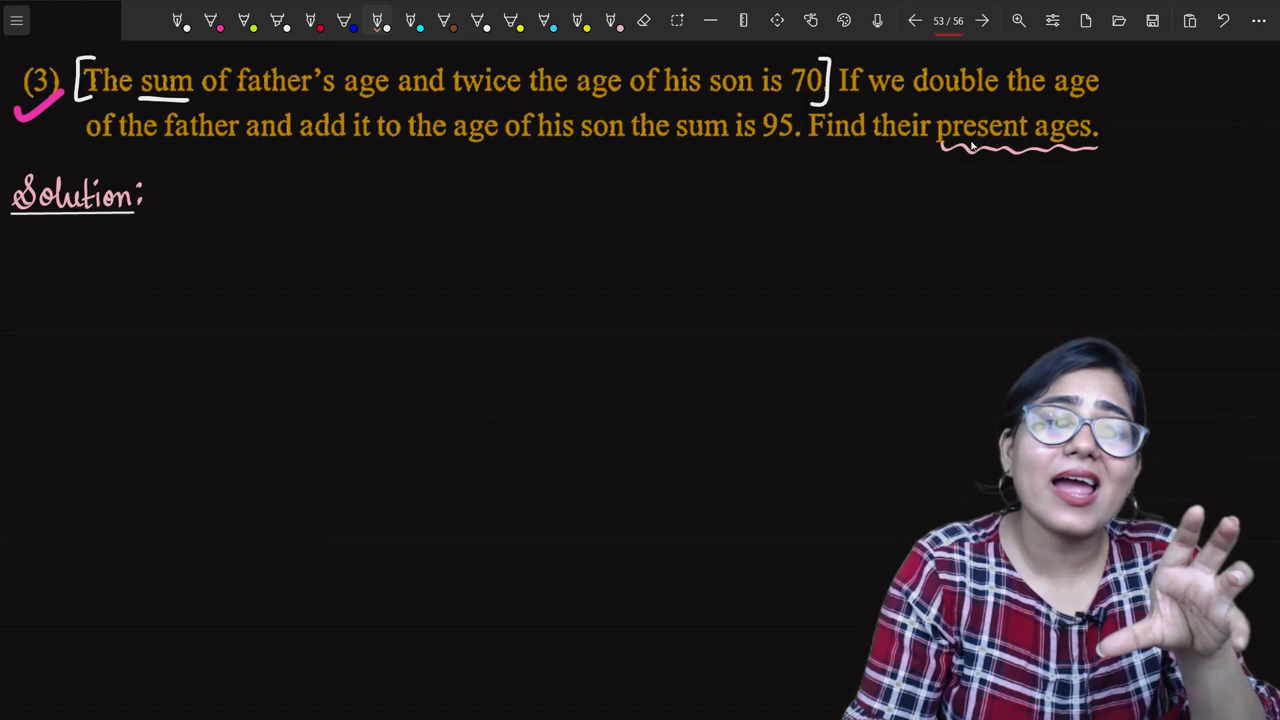 53 / 56
(3) [The sum of father's age and twice the age of his son is 70] If we double the age
of the father and add it to the age of his son the sum is 95. Find their present ages.
Solution: